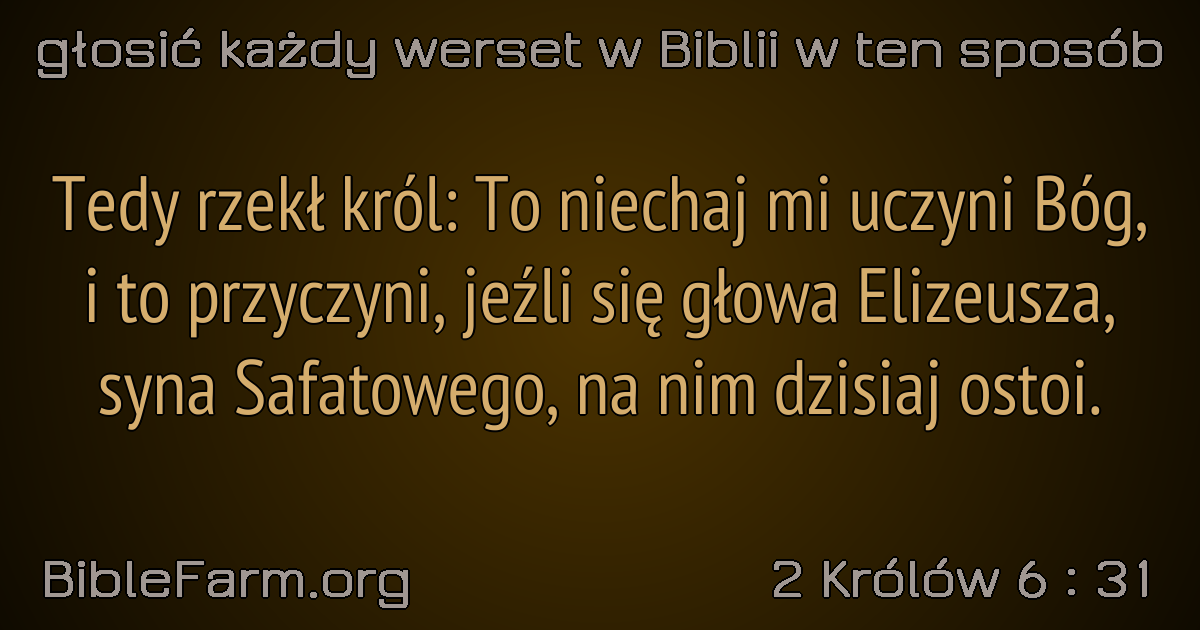 głosić każdy werset w Biblii w ten sposób
Tedy rzekł król: To niechaj mi uczyni Bóg,
i to przyczyni, jeźli się głowa Elizeusza,
syna Safatowego, na nim dzisiaj ostoi.
BibleFarm.org
2 Królów 6 : 31